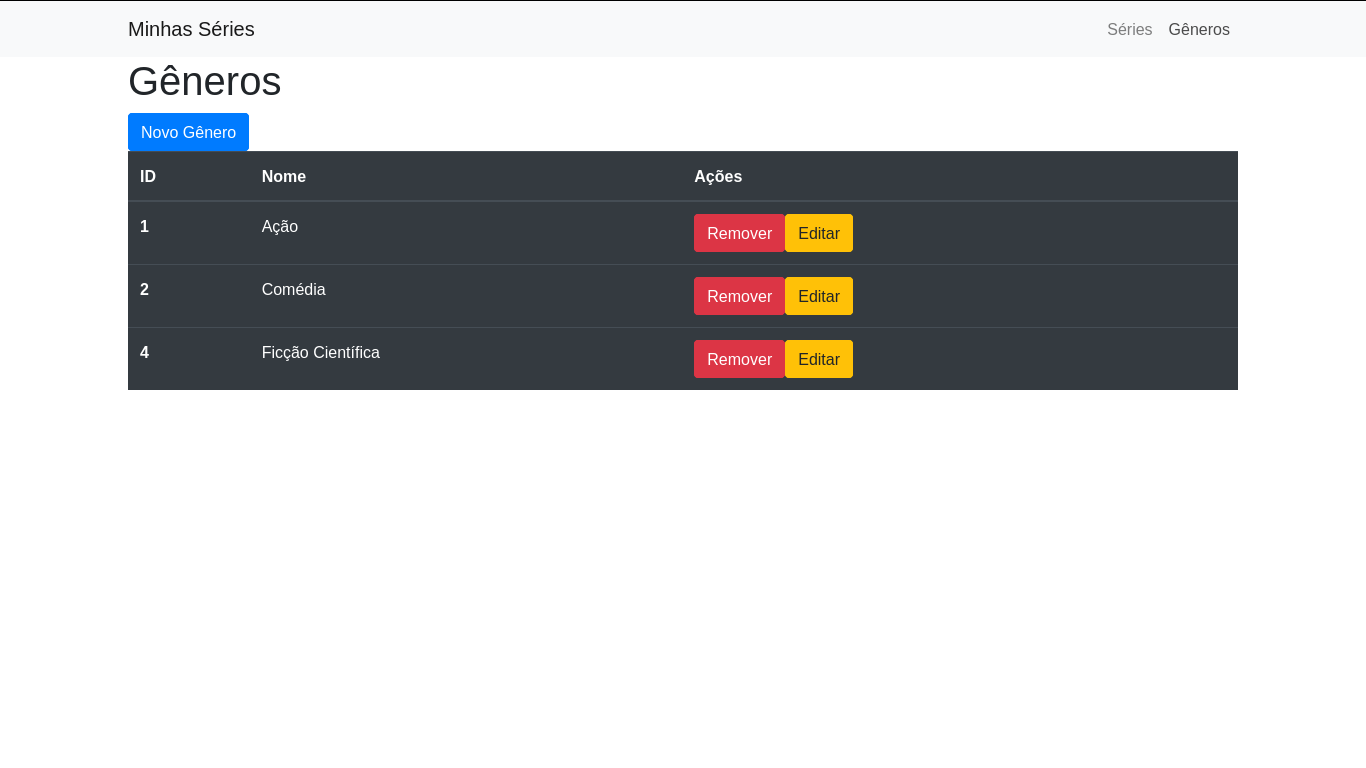 Minhas Séries Séries Gêneros
Gêneros
Novo Gênero
ID Nome Ações
1 Ação Remover Editar
2 Comédia Remover Editar
4 Ficção Científica Remover Editar